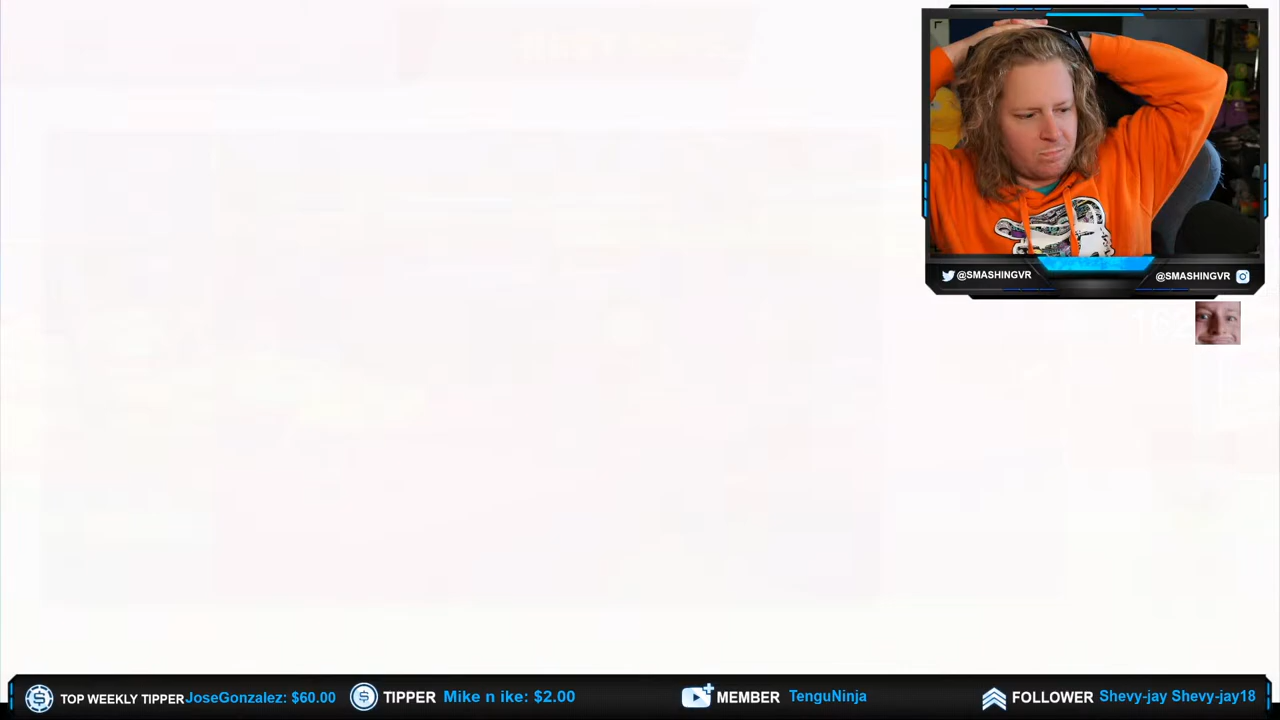 @SMASHINGVR @SMASHINGVR
TOP WEEKLY TIPPER JoseGonzalez: $60.00 TIPPER Mike n ike: $2.00 MEMBER TenguNinja FOLLOWER Shevy-jay Shevy-jay18